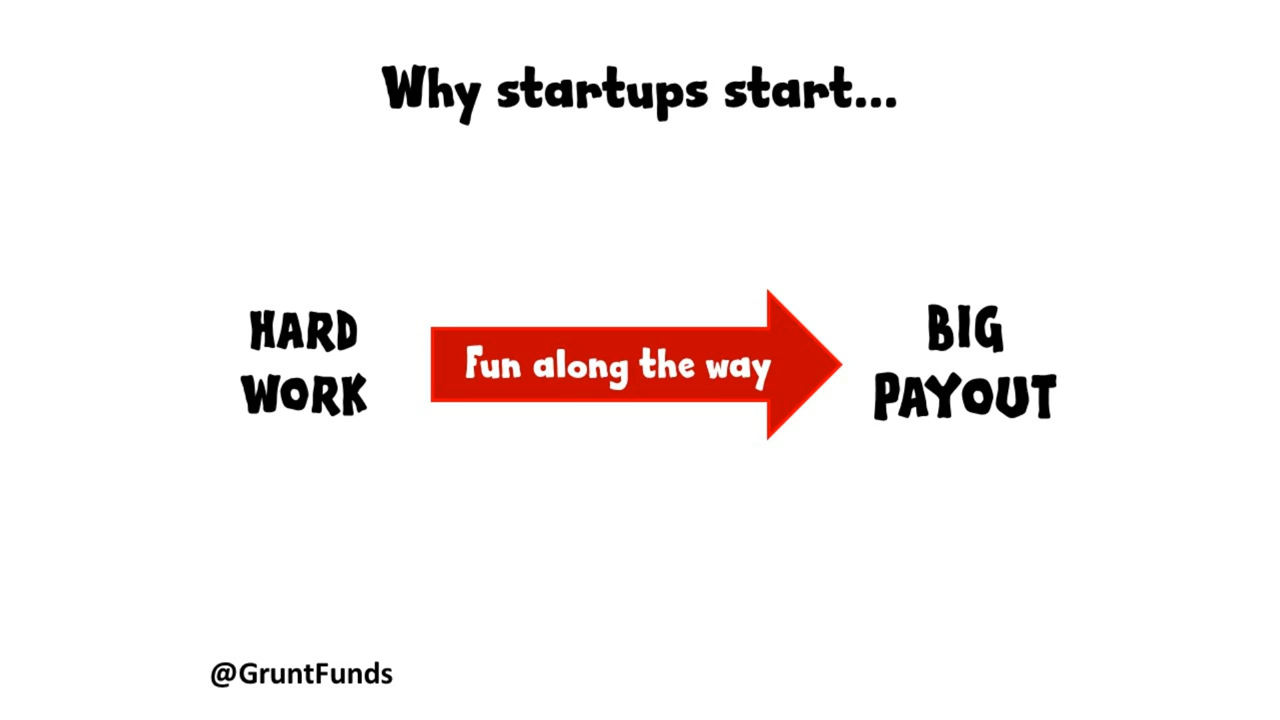 Why startups start...
HARD
WORK
Fun along the way
BIG
PAYOUT
@GruntFunds